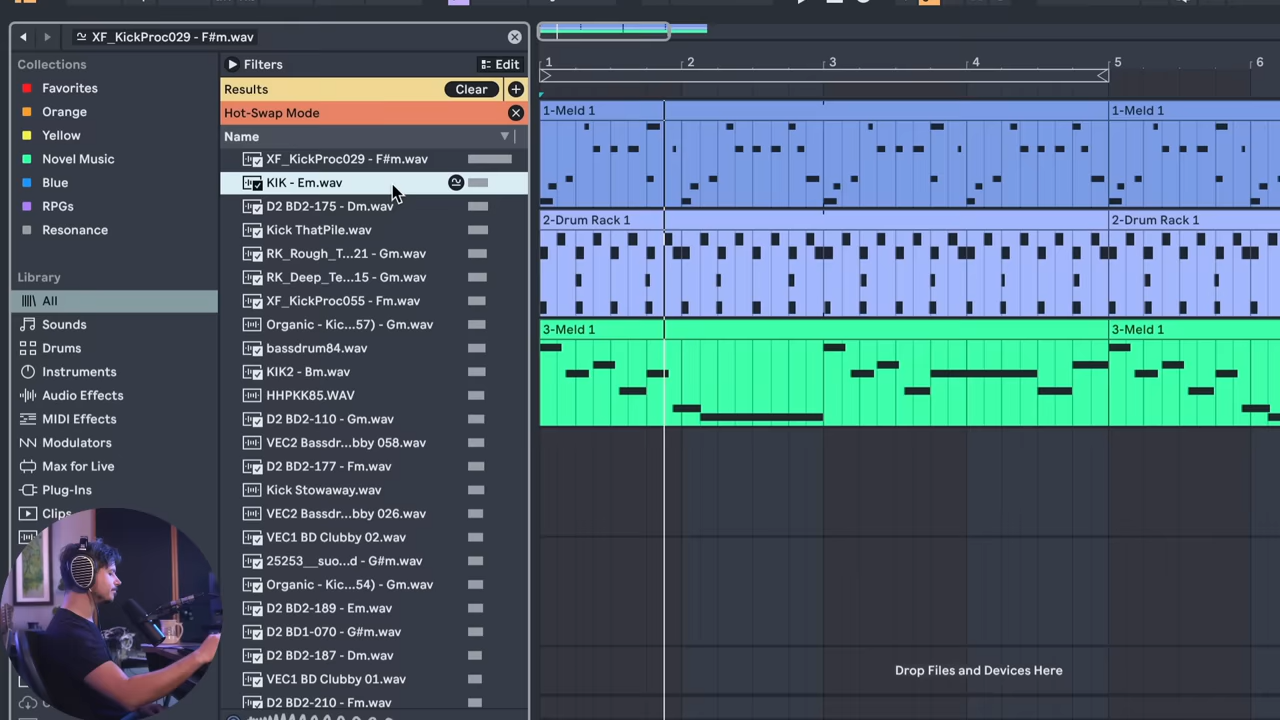 XF_KickProc029 - F#m.wav
Collections
Favorites
Orange
Yellow
Novel Music
Blue
RPGs
Resonance
Library
All
Sounds
Drums
Instruments
Audio Effects
MIDI Effects
Modulators
Max for Live
Plug-Ins
Clips
Filters
Edit
Results
Clear
Hot-Swap Mode
Name
XF_KickProc029 - F#m.wav
KIK - Em.wav
D2 BD2-175 - Dm.wav
Kick ThatPile.wav
RK_Rough_T...21 - Gm.wav
RK_Deep_Te...15 - Gm.wav
XF_KickProc055 - Fm.wav
Organic - Kic...57) - Gm.wav
bassdrum84.wav
KIK2 - Bm.wav
HHPKK85.WAV
D2 BD2-110 - Gm.wav
VEC2 Bassdr...bby 058.wav
D2 BD2-177 - Fm.wav
Kick Stowaway.wav
VEC2 Bassdr...bby 026.wav
VEC1 BD Clubby 02.wav
25253__suo...d - G#m.wav
Organic - Kic...54) - Gm.wav
D2 BD2-189 - Em.wav
D2 BD1-070 - G#m.wav
D2 BD2-187 - Dm.wav
VEC1 BD Clubby 01.wav
D2 BD2-210 - Fm.wav
1 2 3 4 5 6
1-Meld 1 1-Meld 1
2-Drum Rack 1 2-Drum Rack 1
3-Meld 1 3-Meld 1
Drop Files and Devices Here